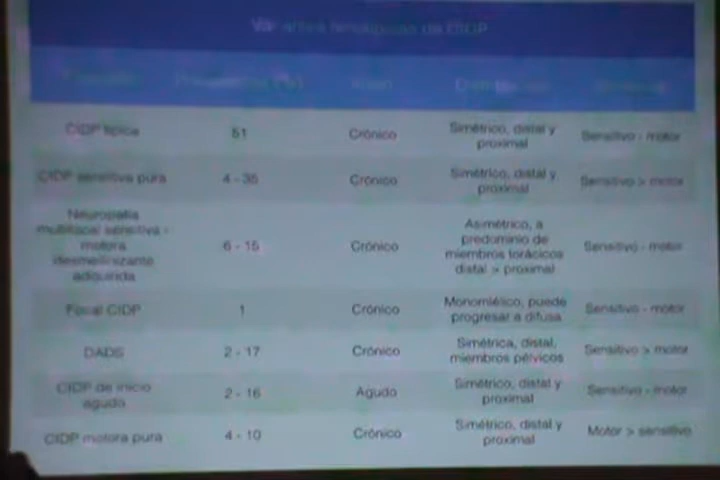 Variantes fenotípicas de CIDP
CIDP típica 51 Crónico Simétrico, distal y
proximal Sensitivo - motor
CIDP sensitiva pura 4 - 35 Crónico Simétrico, distal y
proximal Sensitivo > motor
Neuropatía
multifocal sensitiva -
motora
desmielinizante
adquirida 6 - 15 Crónico Asimétrico, a
predominio de
miembros torácicos
distal > proximal Sensitivo - motor
Focal CIDP 1 Crónico Monomiélico, puede
progresar a difusa Sensitivo - motor
DADS 2 - 17 Crónico Simétrica, distal,
miembros pélvicos Sensitivo > motor
CIDP de inicio
agudo 2 - 16 Agudo Simétrico, distal y
proximal Sensitivo - motor
CIDP motora pura 4 - 10 Crónico Simétrico, distal y
proximal Motor > sensitivo